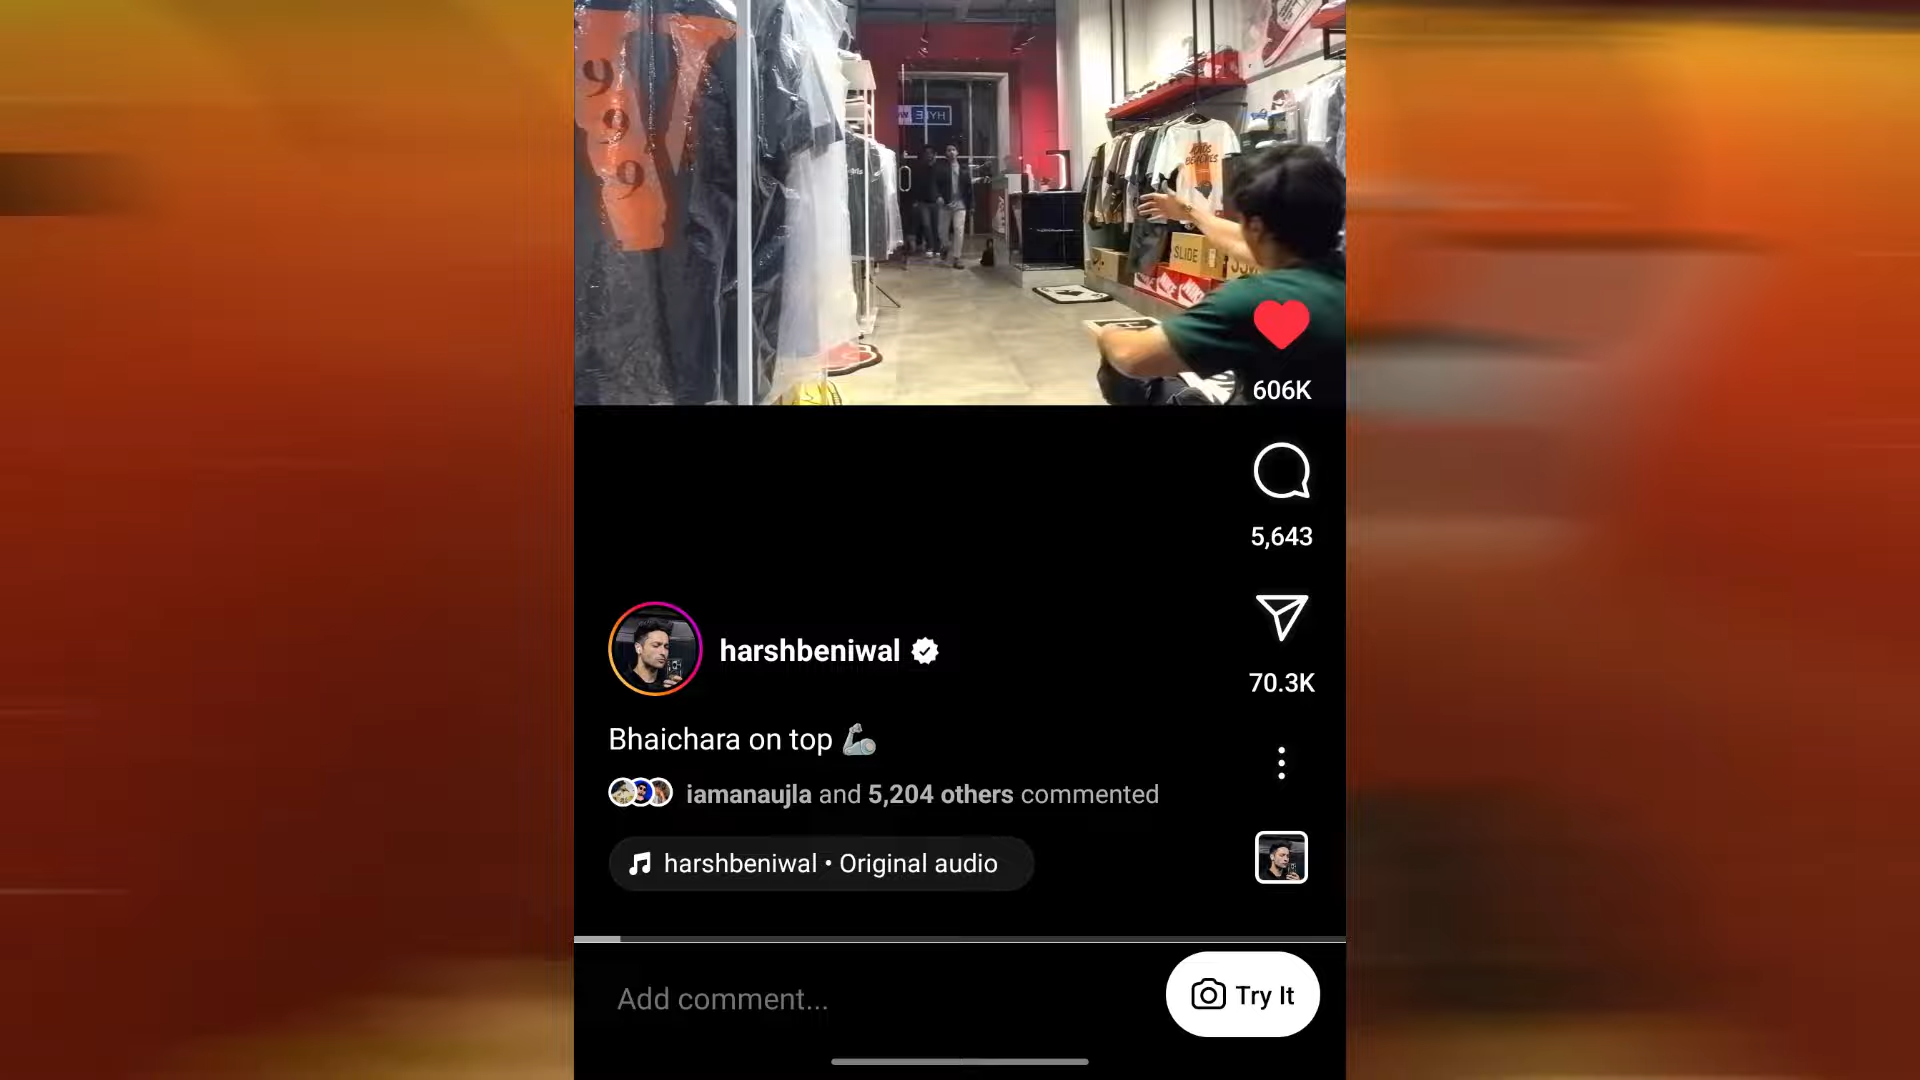 999
SLIDE
606K
5,643
70.3K
harshbeniwal
Bhaichara on top
iamanaujla and 5,204 others commented
harshbeniwal • Original audio
Add comment...
Try It